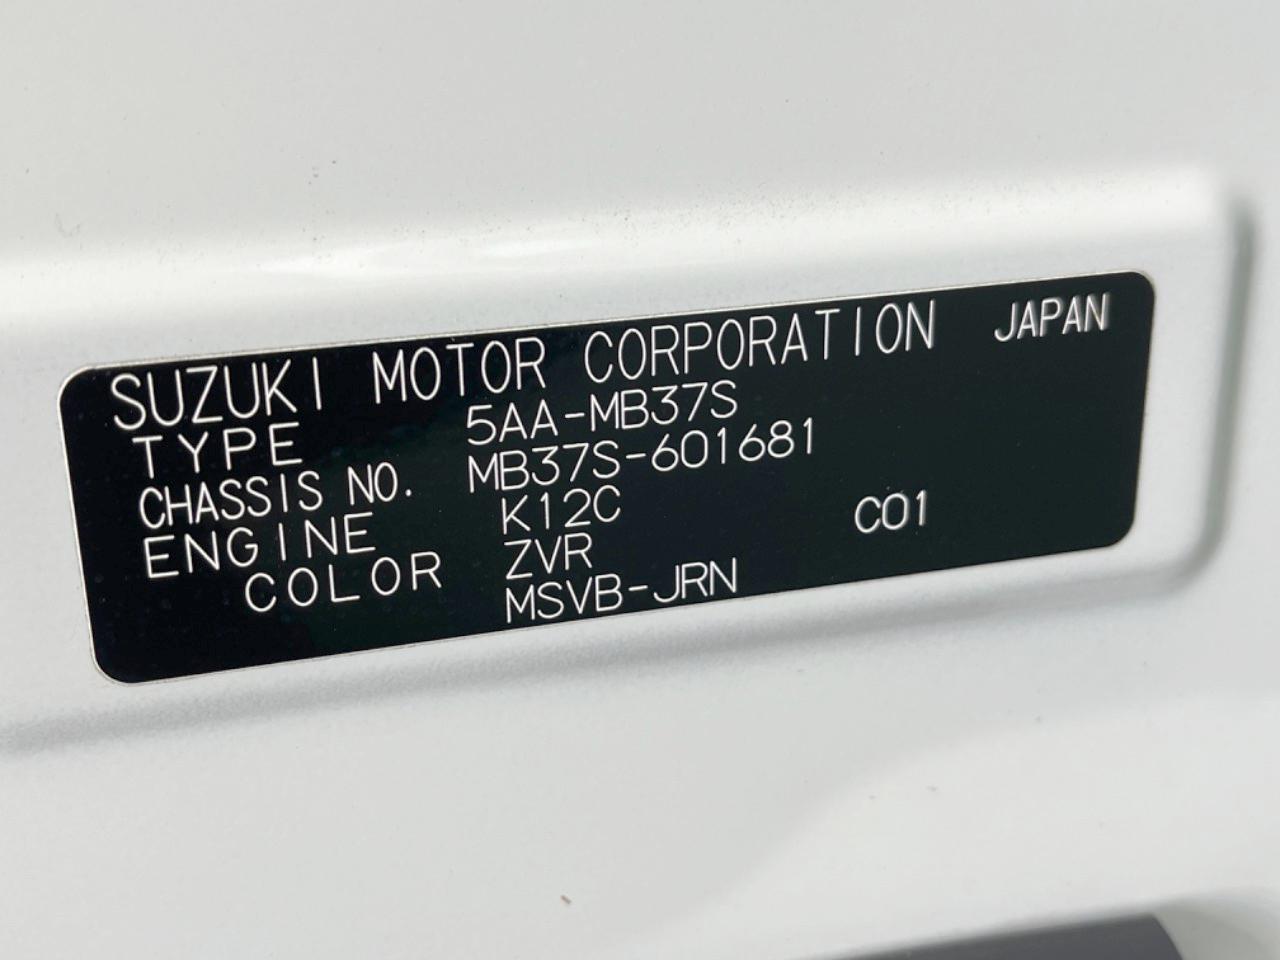 SUZUKI MOTOR CORPORATION JAPAN
TYPE 5AA-MB37S
CHASSIS NO. MB37S-601681
ENGINE K12C C01
COLOR ZVR
MSVB-JRN